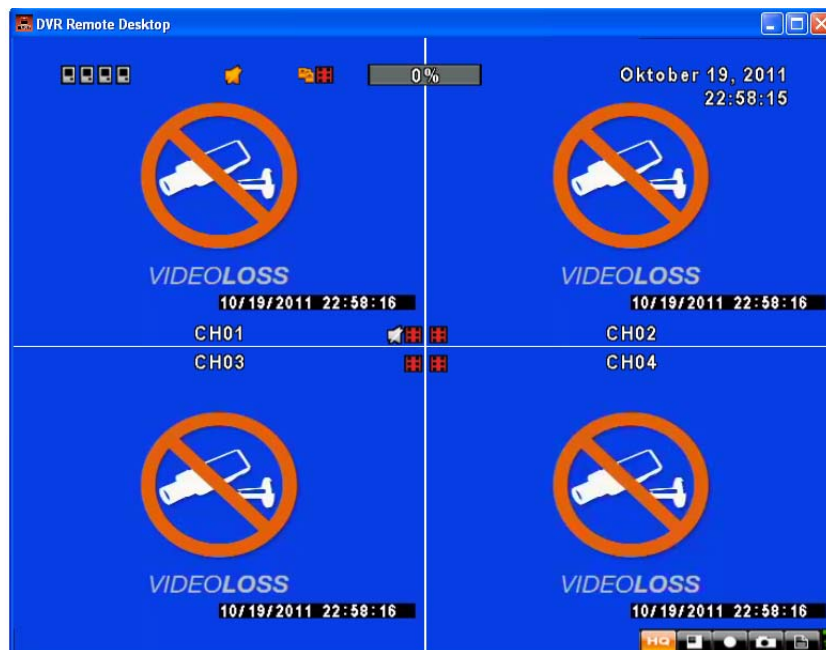 DVR Remote Desktop
0%
Oktober 19, 2011
22:58:15
VIDEOLOSS
10/19/2011 22:58:16
CH01
VIDEOLOSS
10/19/2011 22:58:16
CH02
CH03
VIDEOLOSS
10/19/2011 22:58:16
CH04
VIDEOLOSS
10/19/2011 22:58:16
HQ